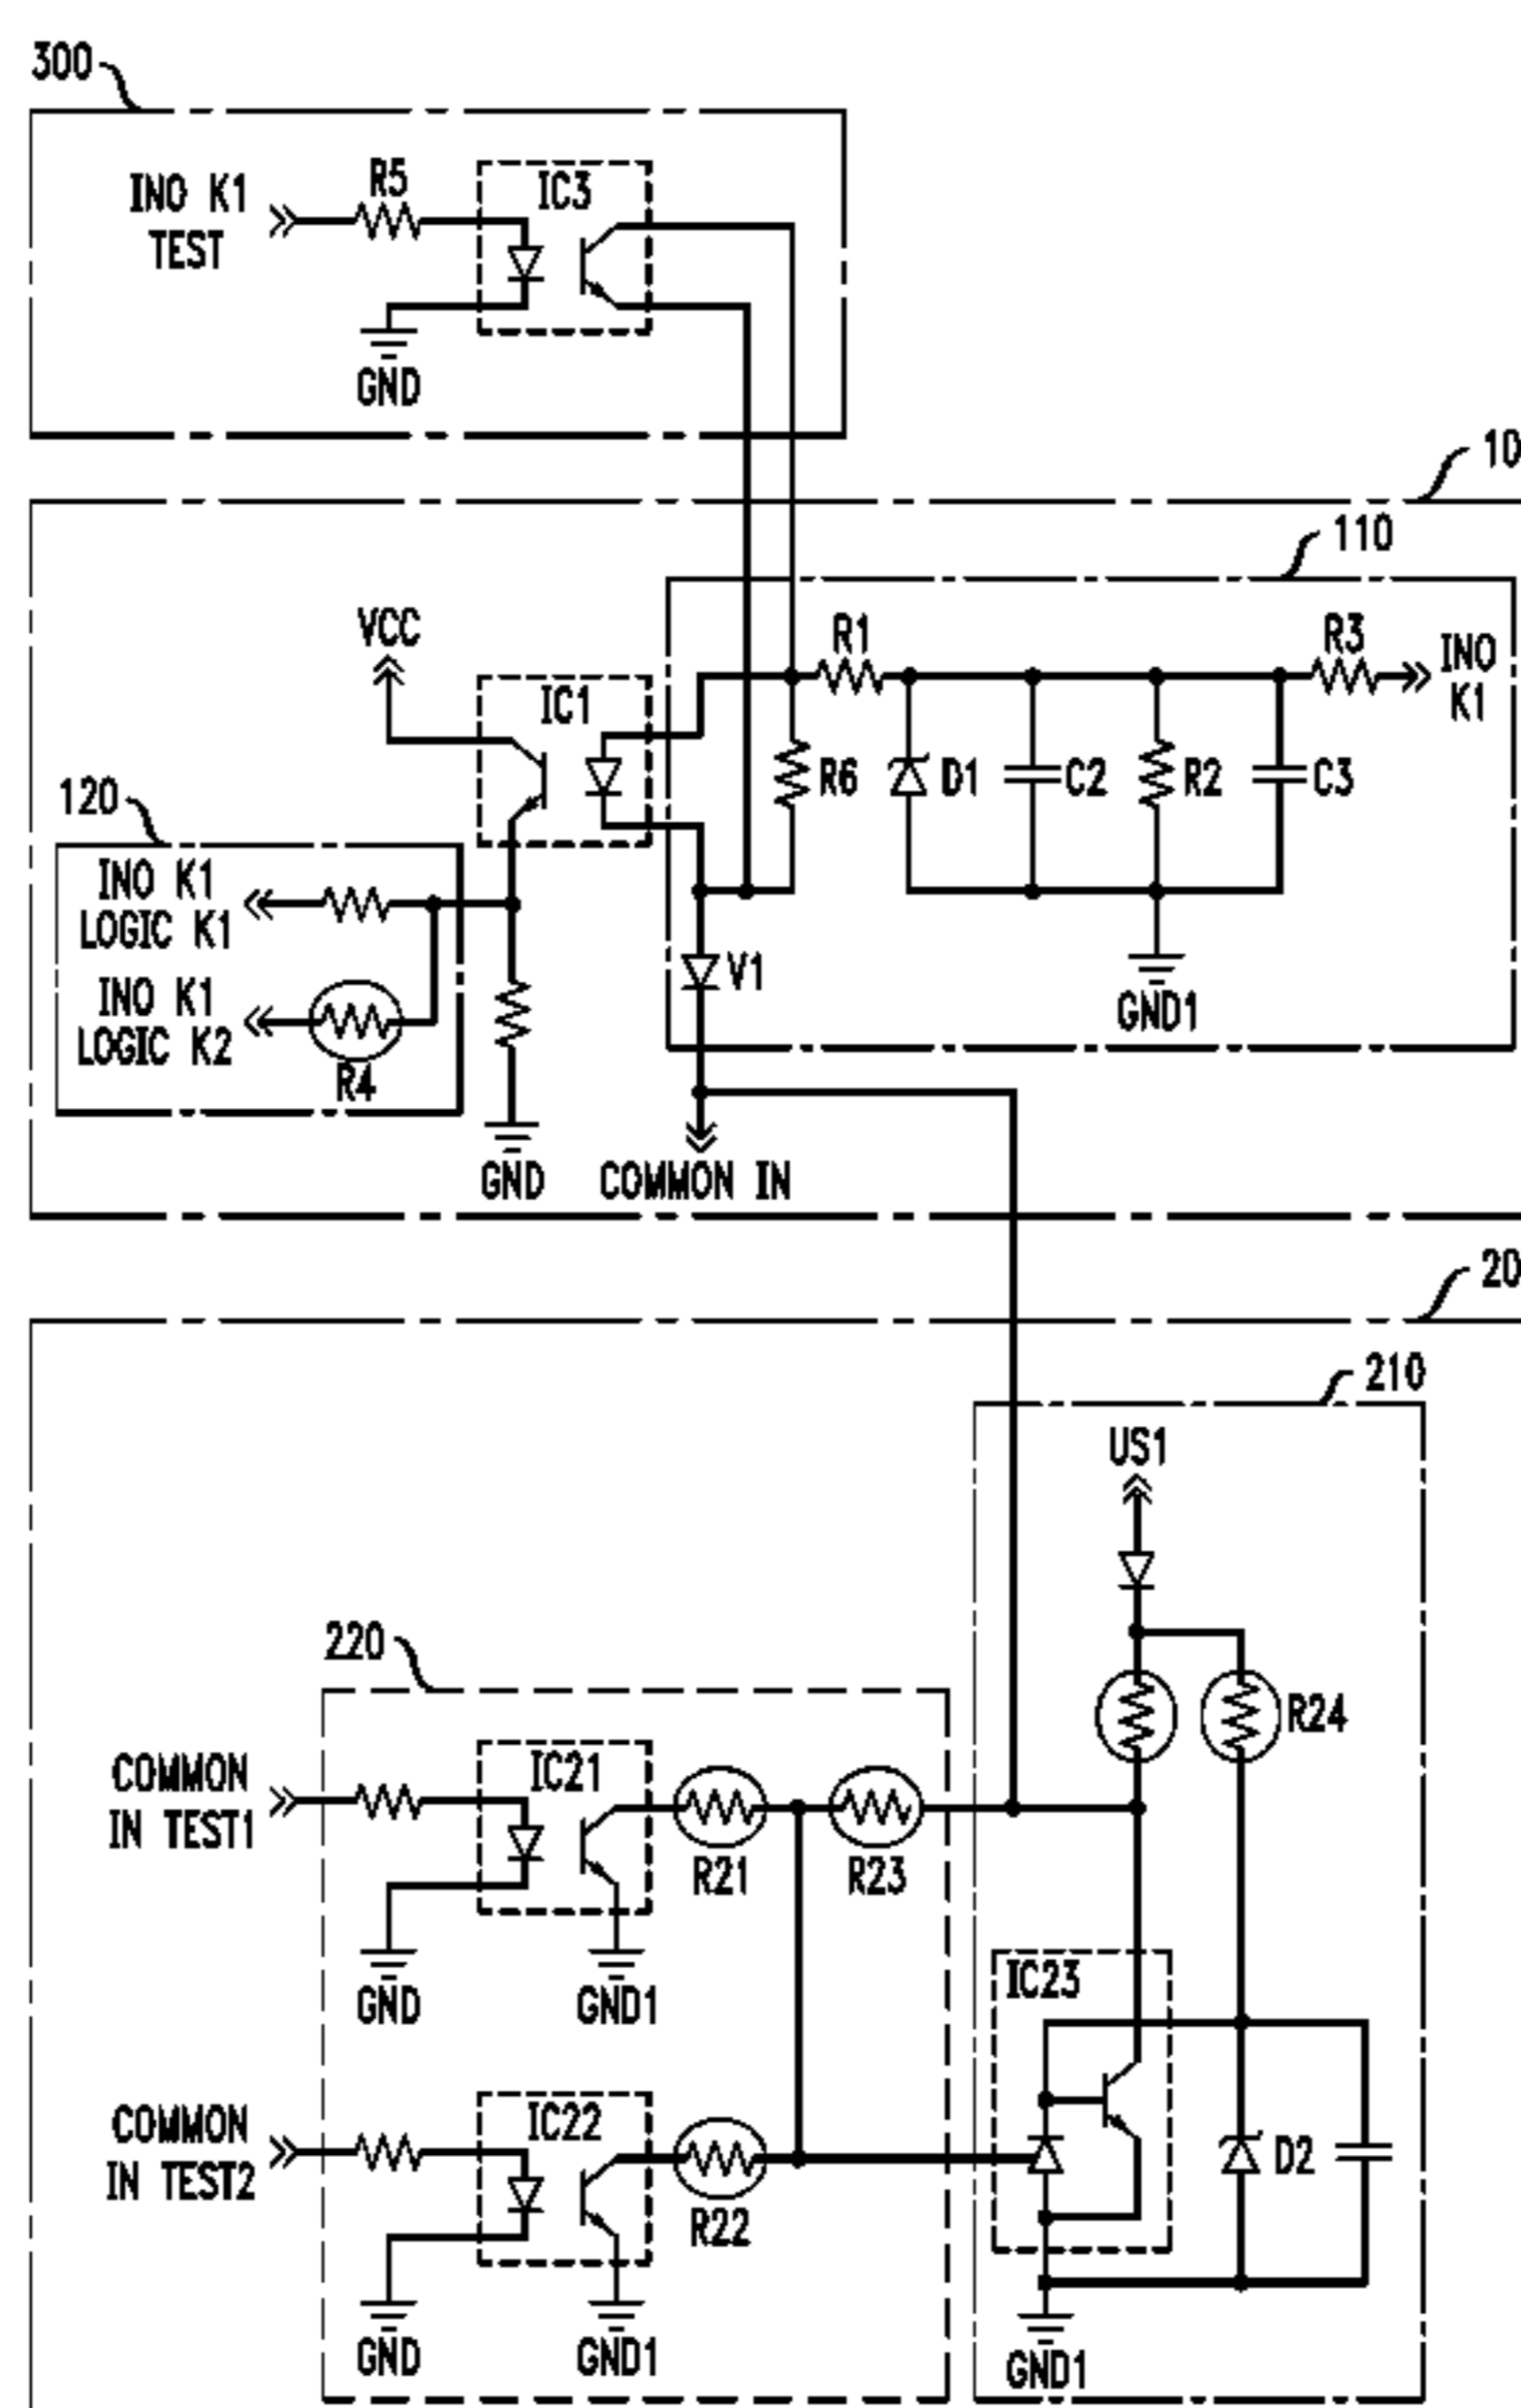 300
INO K1
TEST
R5
IC3
GND
10
110
VCC
IC1
R1
R3
INO
K1
R6
D1
C2
R2
C3
120
INO K1
LOGIC K1
INO K1
LOGIC K2
R4
V1
GND1
GND
COMMON IN
20
210
US1
220
R24
COMMON
IN TEST1
IC21
R21
R23
GND
GND1
IC23
COMMON
IN TEST2
IC22
R22
D2
GND
GND1
GND1